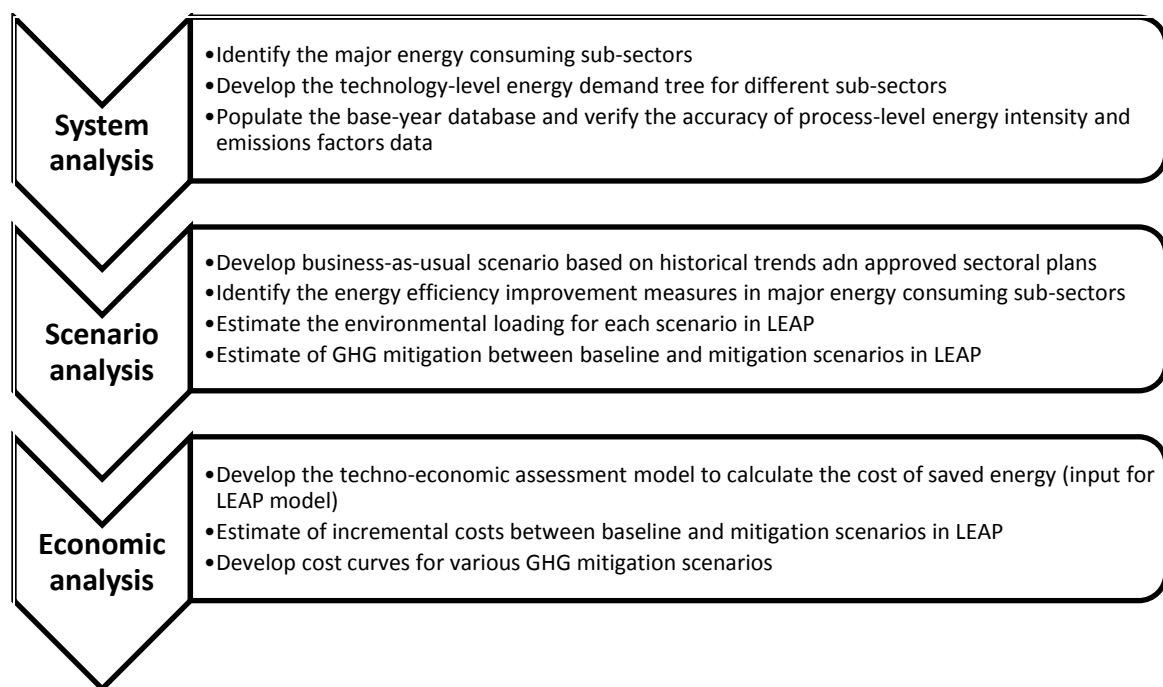 System
analysis
•Identify the major energy consuming sub-sectors
•Develop the technology-level energy demand tree for different sub-sectors
•Populate the base-year database and verify the accuracy of process-level energy intensity and
emissions factors data
Scenario
analysis
•Develop business-as-usual scenario based on historical trends adn approved sectoral plans
•Identify the energy efficiency improvement measures in major energy consuming sub-sectors
•Estimate the environmental loading for each scenario in LEAP
•Estimate of GHG mitigation between baseline and mitigation scenarios in LEAP
Economic
analysis
•Develop the techno-economic assessment model to calculate the cost of saved energy (input for
LEAP model)
•Estimate of incremental costs between baseline and mitigation scenarios in LEAP
•Develop cost curves for various GHG mitigation scenarios